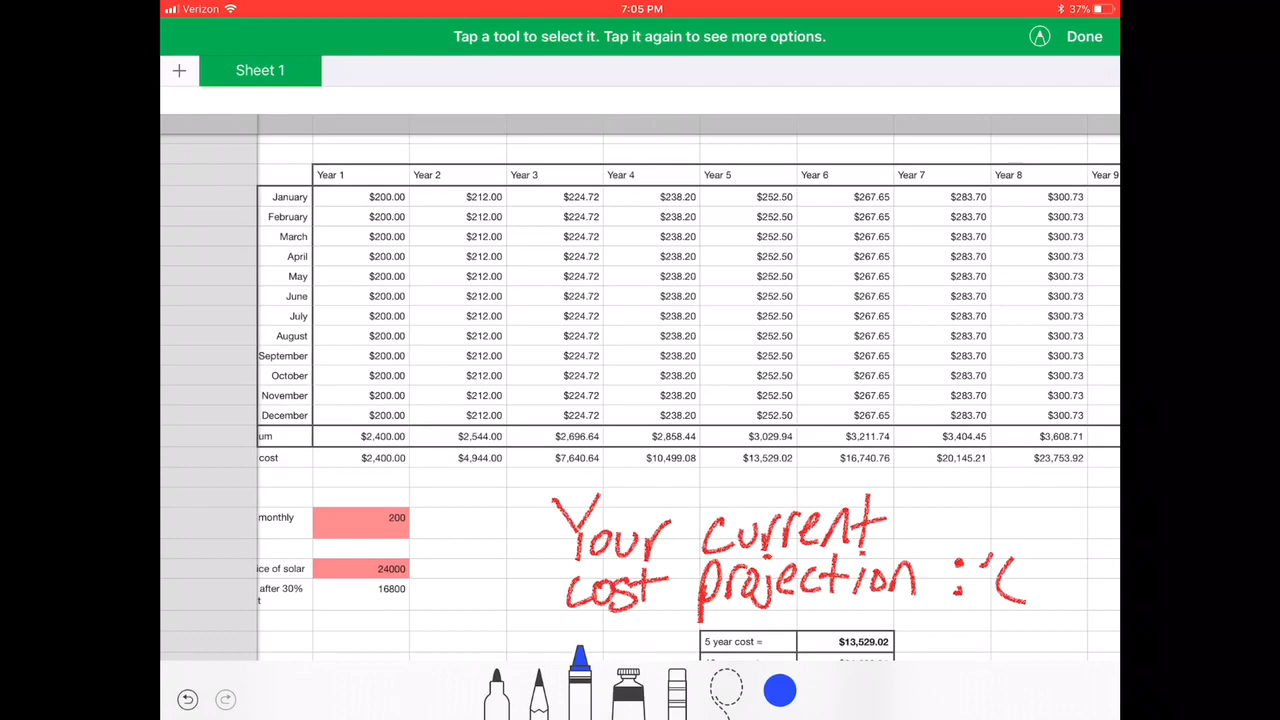 Verizon 7:05 PM 37%
Tap a tool to select it. Tap it again to see more options. Done
+ Sheet 1
Year 1 Year 2 Year 3 Year 4 Year 5 Year 6 Year 7 Year 8 Year 9
January $200.00 $212.00 $224.72 $238.20 $252.50 $267.65 $283.70 $300.73
February $200.00 $212.00 $224.72 $238.20 $252.50 $267.65 $283.70 $300.73
March $200.00 $212.00 $224.72 $238.20 $252.50 $267.65 $283.70 $300.73
April $200.00 $212.00 $224.72 $238.20 $252.50 $267.65 $283.70 $300.73
May $200.00 $212.00 $224.72 $238.20 $252.50 $267.65 $283.70 $300.73
June $200.00 $212.00 $224.72 $238.20 $252.50 $267.65 $283.70 $300.73
July $200.00 $212.00 $224.72 $238.20 $252.50 $267.65 $283.70 $300.73
August $200.00 $212.00 $224.72 $238.20 $252.50 $267.65 $283.70 $300.73
September $200.00 $212.00 $224.72 $238.20 $252.50 $267.65 $283.70 $300.73
October $200.00 $212.00 $224.72 $238.20 $252.50 $267.65 $283.70 $300.73
November $200.00 $212.00 $224.72 $238.20 $252.50 $267.65 $283.70 $300.73
December $200.00 $212.00 $224.72 $238.20 $252.50 $267.65 $283.70 $300.73
um $2,400.00 $2,544.00 $2,696.64 $2,858.44 $3,029.94 $3,211.74 $3,404.45 $3,608.71
cost $2,400.00 $4,944.00 $7,640.64 $10,499.08 $13,529.02 $16,740.76 $20,145.21 $23,753.92
monthly 200
Your current
cost projection :'(
ice of solar 24000
after 30% 16800
t
5 year cost = $13,529.02